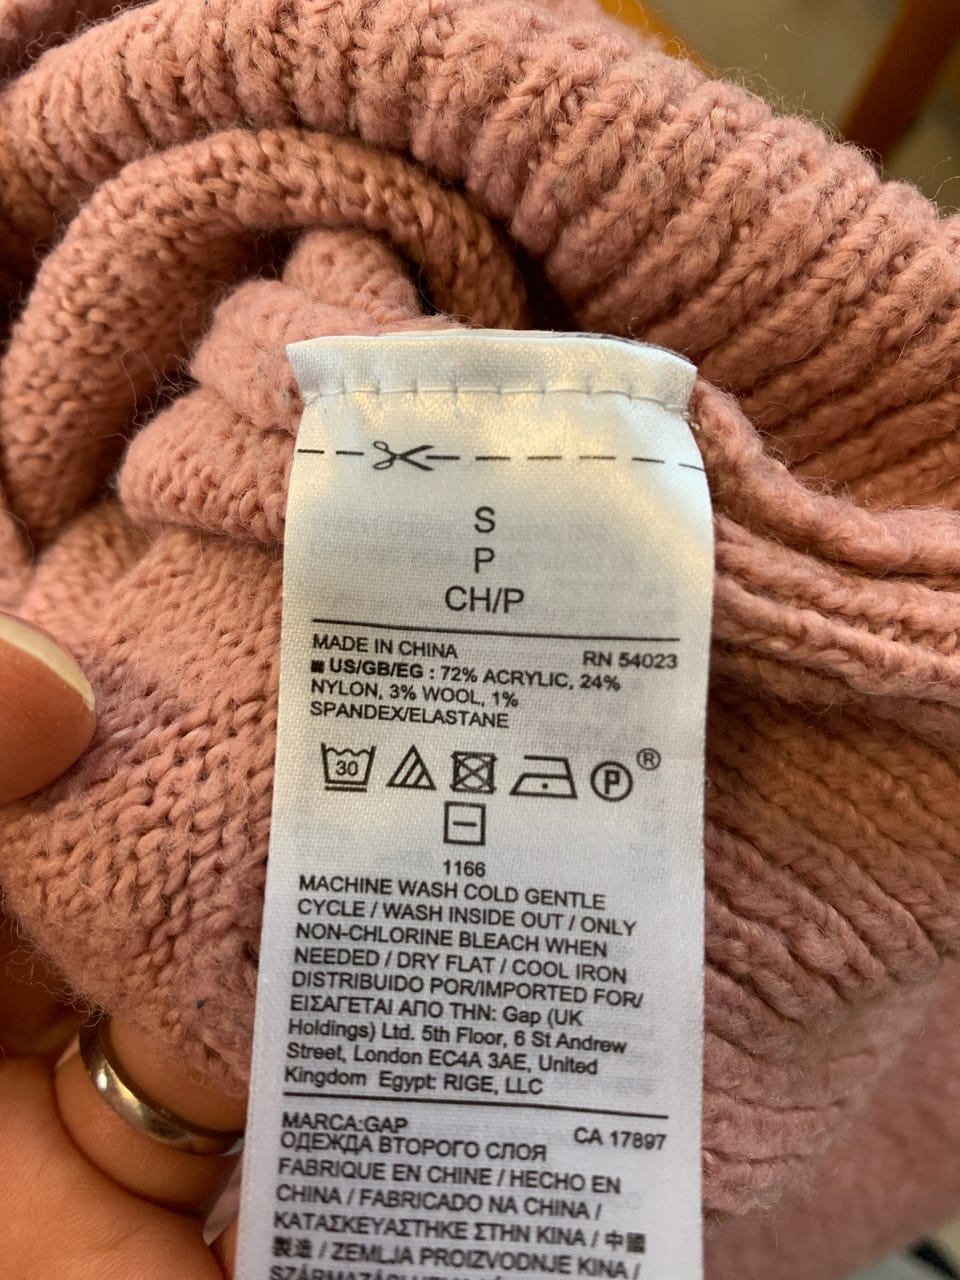 S
P
CH/P
MADE IN CHINA
RN 54023
US/GB/EG : 72% ACRYLIC, 24%
NYLON, 3% WOOL, 1%
SPANDEX/ELASTANE
30
P ®
1166
MACHINE WASH COLD GENTLE
CYCLE / WASH INSIDE OUT / ONLY
NON-CHLORINE BLEACH WHEN
NEEDED / DRY FLAT / COOL IRON
DISTRIBUIDO POR/IMPORTED FOR/
ΕΙΣΑΓΕΤΑΙ ΑΠΟ ΤΗΝ: Gap (UK
Holdings) Ltd. 5th Floor, 6 St Andrew
Street, London EC4A 3AE, United
Kingdom Egypt: RIGE, LLC
MARCA:GAP
CA 17897
ОДЕЖДА ВТОРОГО СЛОЯ
FABRIQUE EN CHINE / HECHO EN
CHINA / FABRICADO NA CHINA /
ΚΑΤΑΣΚΕΥΑΣΤΗΚΕ ΣΤΗΝ ΚΙΝΑ / 中國
製造 / ZEMLJA PROIZVODNJE KINA /